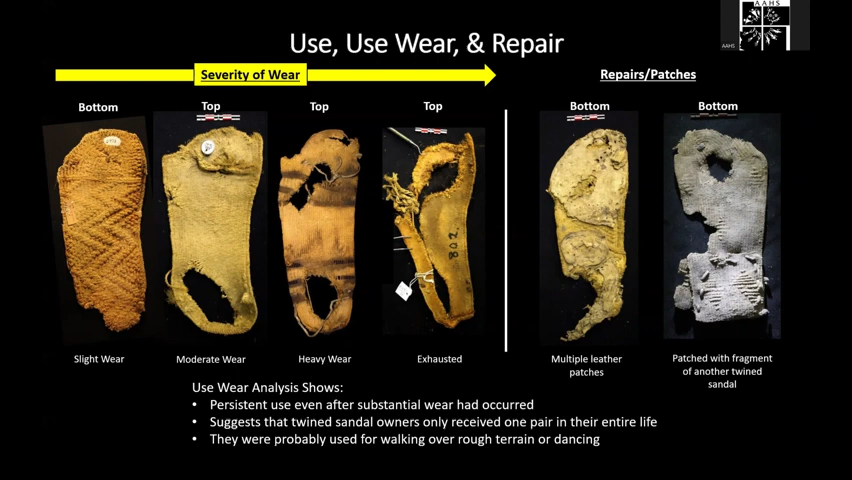 AAHS
AAHS
Use, Use Wear, & Repair
Severity of Wear
Repairs/Patches
Bottom
Top
Top
Top
Bottom
Bottom
802.
Slight Wear
Moderate Wear
Heavy Wear
Exhausted
Multiple leather
patches
Patched with fragment
of another twined
sandal
Use Wear Analysis Shows:
• Persistent use even after substantial wear had occurred
• Suggests that twined sandal owners only received one pair in their entire life
• They were probably used for walking over rough terrain or dancing